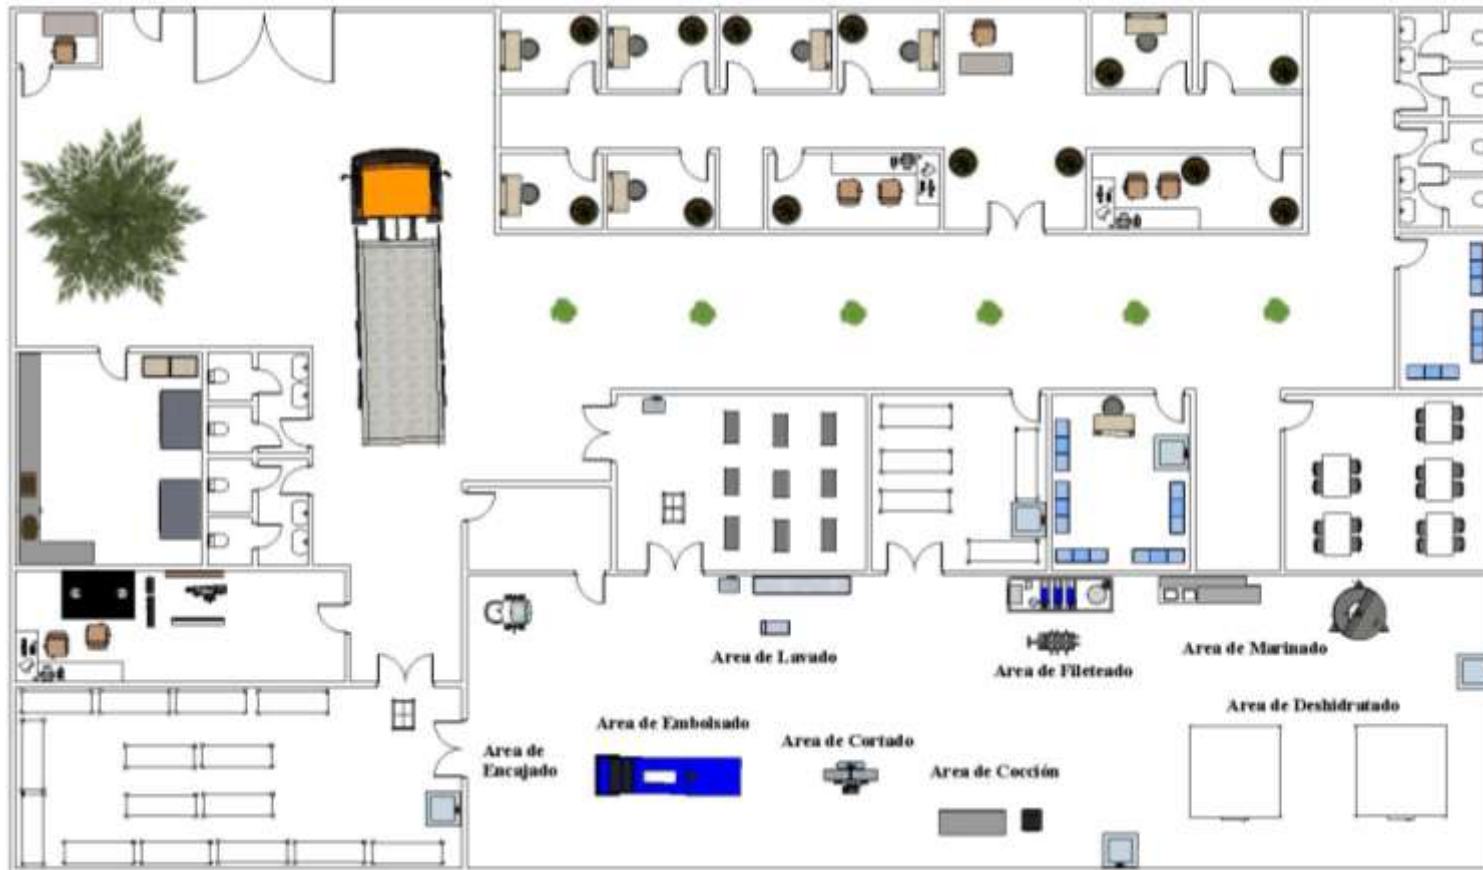 Area de Lavado
Area de Fileteado
Area de Marinado
Area de Deshidratado
Area de Embolsado
Area de Cortado
Area de
Encajado
Area de Cocción